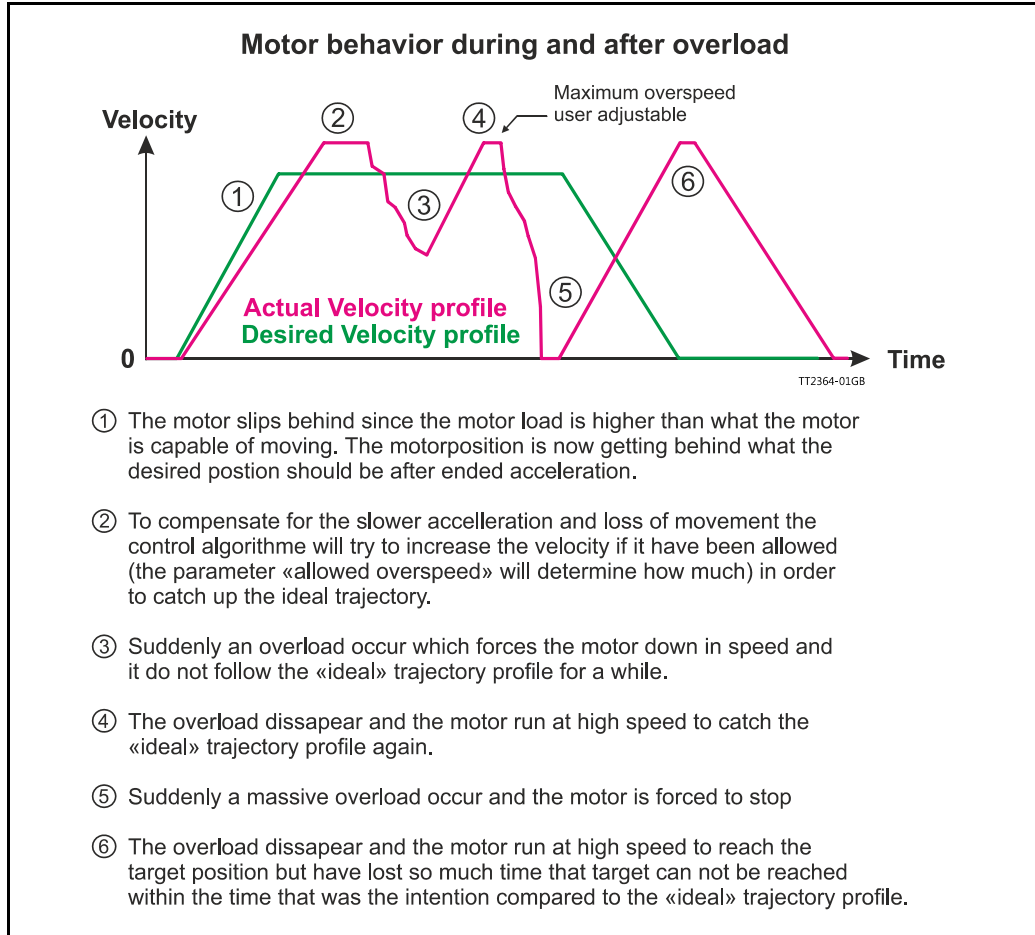 Motor behavior during and after overload
Maximum overspeed
user adjustable
Velocity
①
②
③
④
⑤
⑥
Actual Velocity profile
Desired Velocity profile
0
Time
TT2364-01GB
① The motor slips behind since the motor load is higher than what the motor
is capable of moving. The motorposition is now getting behind what the
desired postion should be after ended acceleration.
② To compensate for the slower accelleration and loss of movement the
control algorithme will try to increase the velocity if it have been allowed
(the parameter «allowed overspeed» will determine how much) in order
to catch up the ideal trajectory.
③ Suddenly an overload occur which forces the motor down in speed and
it do not follow the «ideal» trajectory profile for a while.
④ The overload dissapear and the motor run at high speed to catch the
«ideal» trajectory profile again.
⑤ Suddenly a massive overload occur and the motor is forced to stop
⑥ The overload dissapear and the motor run at high speed to reach the
target position but have lost so much time that target can not be reached
within the time that was the intention compared to the «ideal» trajectory profile.